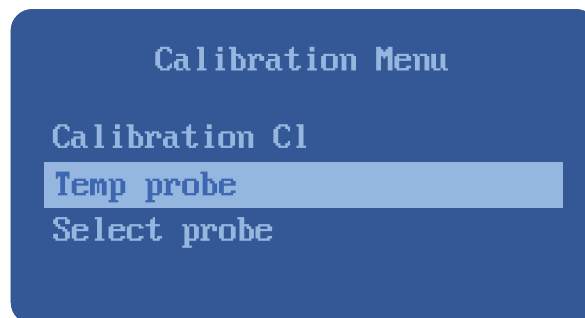 Calibration Menu
Calibration Cl
Temp probe
Select probe